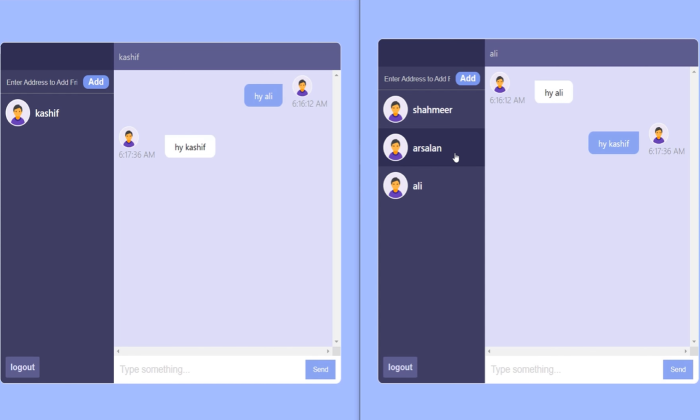 kashif
Enter Address to Add Fr
Add
kashif
hy ali
6:16:12 AM
6:17:36 AM
hy kashif
logout
Type something...
Send
ali
Enter Address to Add F
Add
shahmeer
arsalan
ali
6:16:12 AM
hy ali
hy kashif
6:17:36 AM
logout
Type something...
Send